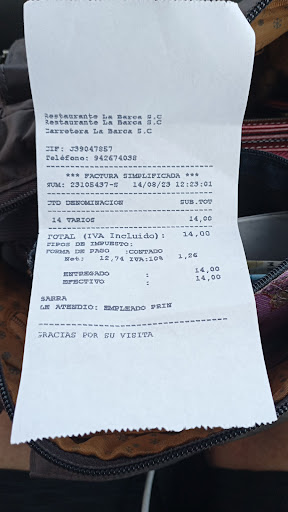 Restaurante La Barca S.C
Restaurante La Barca S.C
Carretera La Barca S.C
CIF: J39047857
Teléfono: 942674038
*** FACTURA SIMPLIFICADA ***
NUM: 23105437-S 14/08/23 12:23:01
CTD DENOMINACION SUB.TOT
14 VARIOS 14,00
TOTAL (IVA Incluido): 14,00
TIPOS DE IMPUESTO:
FORMA DE PAGO :CONTADO
Net: 12,74 IVA:10% 1,26
ENTREGADO : 14,00
EFECTIVO : 14,00
BARRA
LE ATENDIO: EMPLEADO PRIN
GRACIAS POR SU VISITA